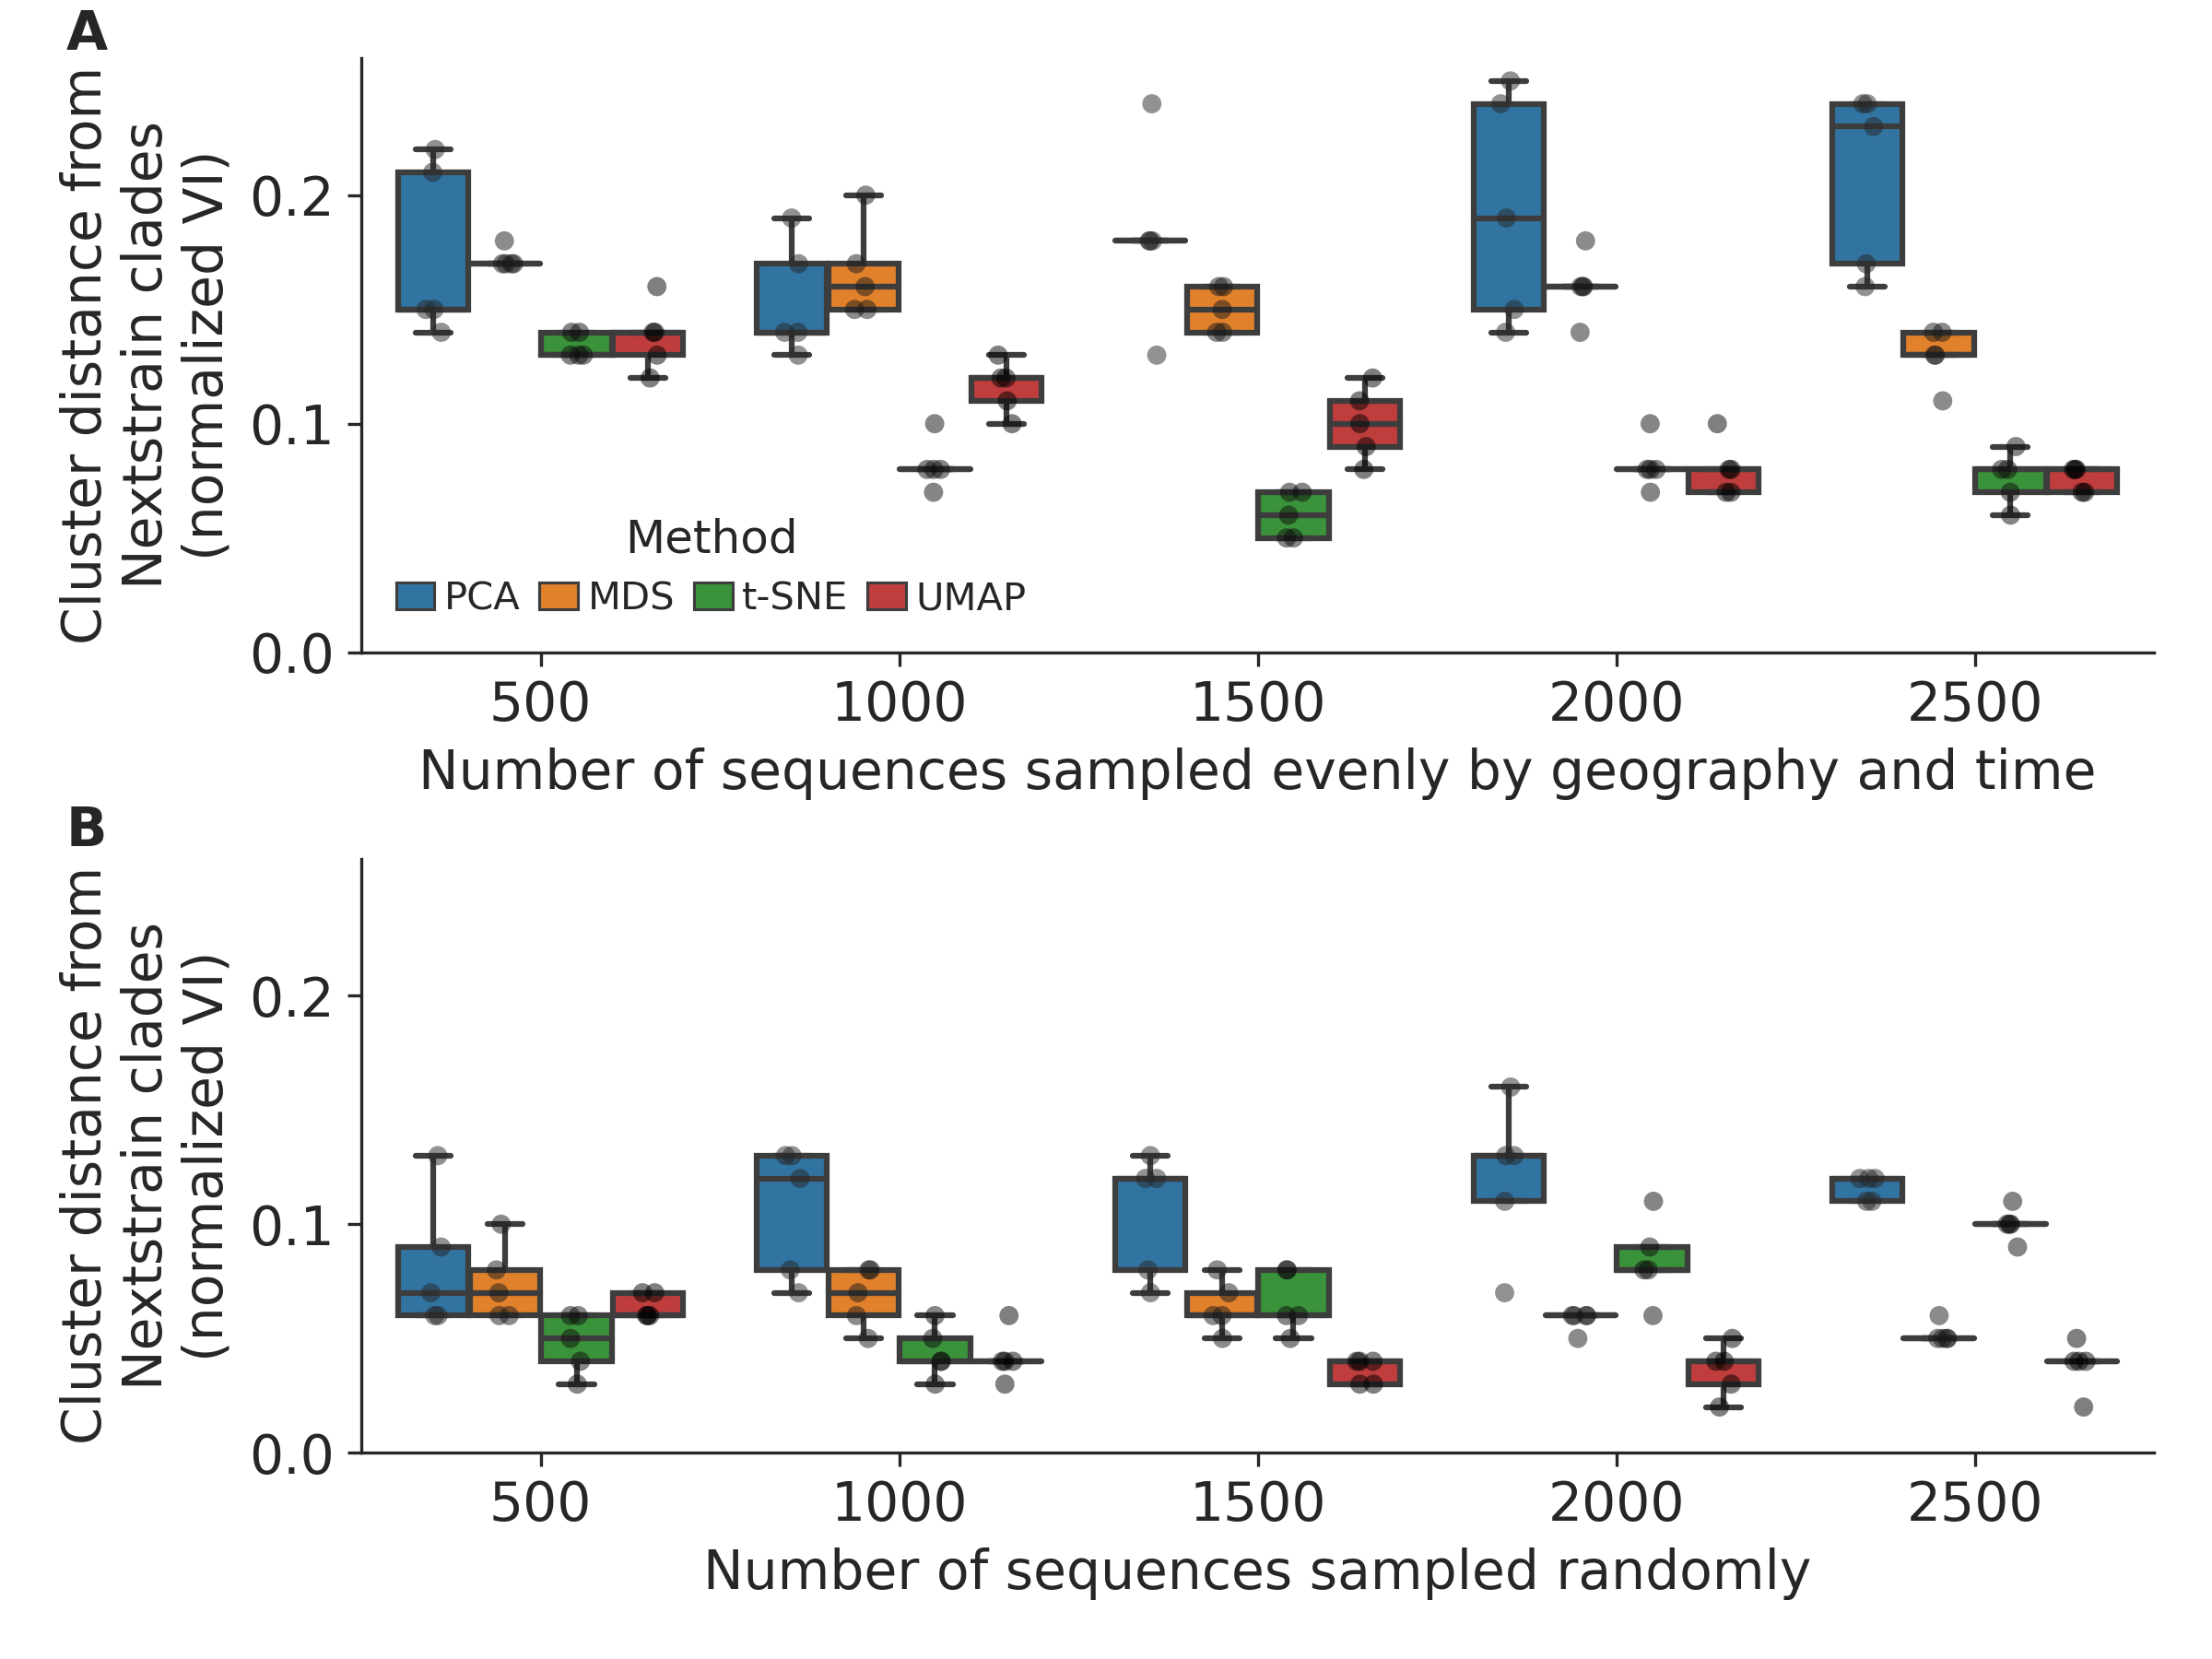 A
Cluster distance from
Nextstrain clades
(normalized VI)
0.2
0.1
0.0
Method
PCA MDS t-SNE UMAP
500 1000 1500 2000 2500
Number of sequences sampled evenly by geography and time
B
Cluster distance from
Nextstrain clades
(normalized VI)
0.2
0.1
0.0
500 1000 1500 2000 2500
Number of sequences sampled randomly